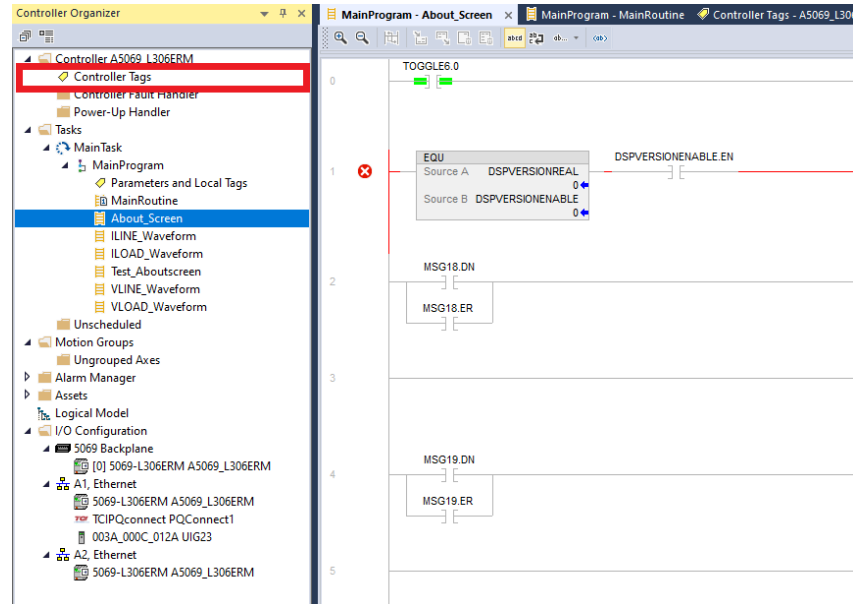 Controller Organizer
Controller A5069_L306ERM
Controller Tags
Controller Fault Handler
Power-Up Handler
Tasks
MainTask
MainProgram
Parameters and Local Tags
MainRoutine
About_Screen
ILINE_Waveform
ILOAD_Waveform
Test_Aboutscreen
VLINE_Waveform
VLOAD_Waveform
Unscheduled
Motion Groups
Ungrouped Axes
Alarm Manager
Assets
Logical Model
I/O Configuration
5069 Backplane
[0] 5069-L306ERM A5069_L306ERM
A1, Ethernet
5069-L306ERM A5069_L306ERM
TCIPQconnect PQConnect1
003A_000C_012A UIG23
A2, Ethernet
5069-L306ERM A5069_L306ERM
MainProgram - About_Screen
MainProgram - MainRoutine
Controller Tags - A5069_L306
abcd
ab...
<ab>
0
TOGGLE6.0
1
EQU
Source A DSPVERSIONREAL
0
Source B DSPVERSIONENABLE
0
DSPVERSIONENABLE.EN
2
MSG18.DN
MSG18.ER
3
4
MSG19.DN
MSG19.ER
5